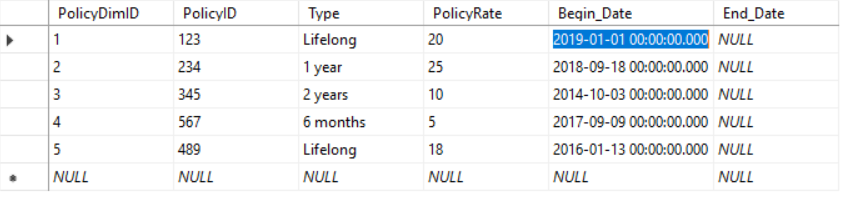 PolicyDimID PolicyID Type PolicyRate Begin_Date End_Date
1 123 Lifelong 20 2019-01-01 00:00:00.000 NULL
2 234 1 year 25 2018-09-18 00:00:00.000 NULL
3 345 2 years 10 2014-10-03 00:00:00.000 NULL
4 567 6 months 5 2017-09-09 00:00:00.000 NULL
5 489 Lifelong 18 2016-01-13 00:00:00.000 NULL
NULL NULL NULL NULL NULL NULL